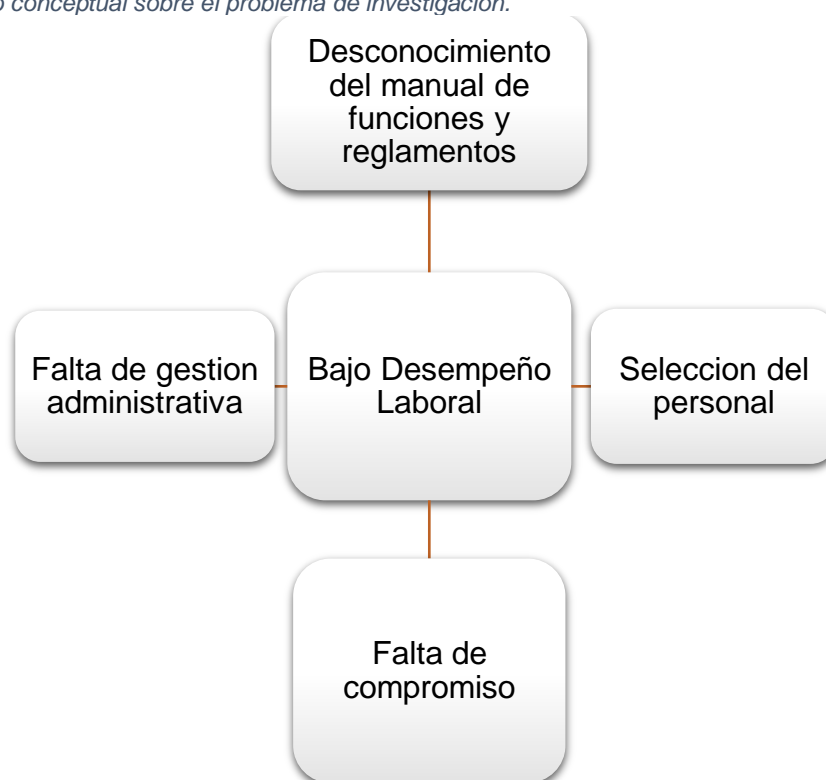 o conceptual sobre el problema de investigación.
Desconocimiento
del manual de
funciones y
reglamentos
Falta de gestion
administrativa
Bajo Desempeño
Laboral
Seleccion del
personal
Falta de
compromiso